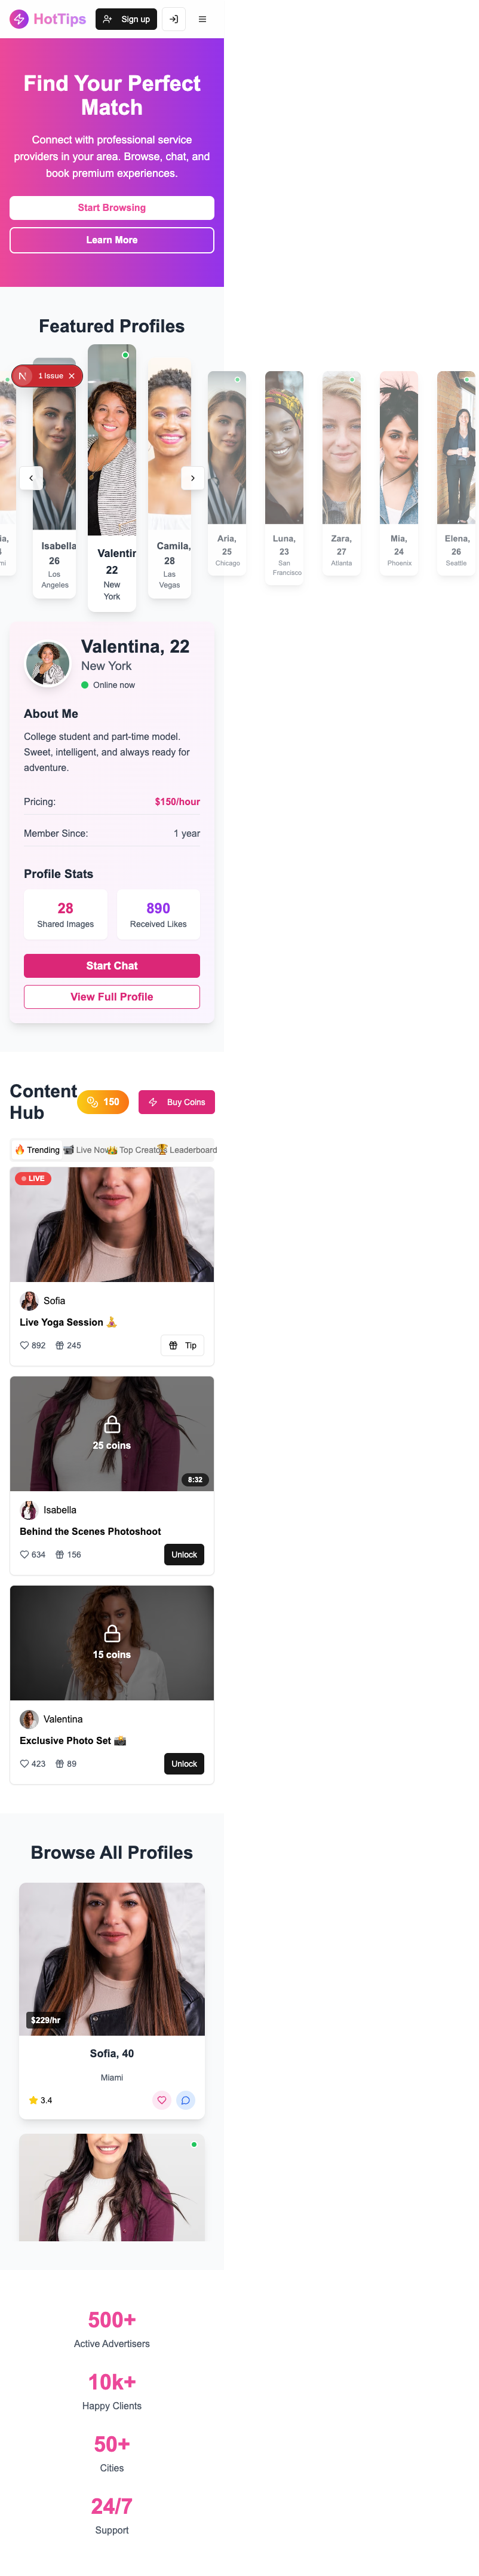 HotTips
Sign up
Find Your Perfect
Match
Connect with professional service
providers in your area. Browse, chat, and
book premium experiences.
Start Browsing
Learn More
Featured Profiles
1 Issue
Isabella,
26
Los
Angeles
Valentina,
22
New
York
Camila,
28
Las
Vegas
Aria,
25
Chicago
Luna,
23
San
Francisco
Zara,
27
Atlanta
Mia,
24
Phoenix
Elena,
26
Seattle
Valentina, 22
New York
Online now
About Me
College student and part-time model.
Sweet, intelligent, and always ready for
adventure.
Pricing: $150/hour
Member Since: 1 year
Profile Stats
28
Shared Images
890
Received Likes
Start Chat
View Full Profile
Content
Hub
150
Buy Coins
🔥 Trending
Live Now
Top Creators
🏆 Leaderboard
LIVE
Sofia
Live Yoga Session 🧘
892 245 Tip
25 coins
8:32
Isabella
Behind the Scenes Photoshoot
634 156 Unlock
15 coins
Valentina
Exclusive Photo Set 📸
423 89 Unlock
Browse All Profiles
$229/hr
Sofia, 40
Miami
3.4
500+
Active Advertisers
10k+
Happy Clients
50+
Cities
24/7
Support